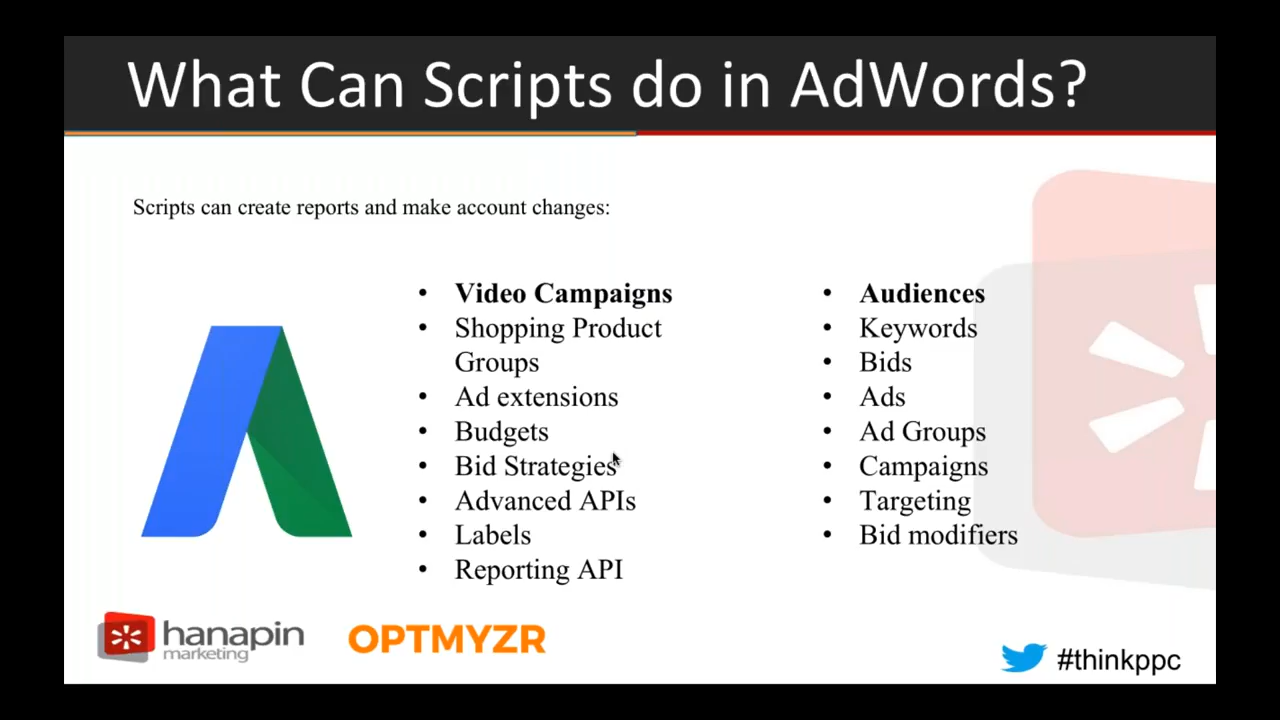 What Can Scripts do in AdWords?
Scripts can create reports and make account changes:
• Video Campaigns
• Shopping Product
Groups
• Ad extensions
• Budgets
• Bid Strategies
• Advanced APIs
• Labels
• Reporting API
• Audiences
• Keywords
• Bids
• Ads
• Ad Groups
• Campaigns
• Targeting
• Bid modifiers
hanapin
marketing
OPTMYZR
#thinkppc